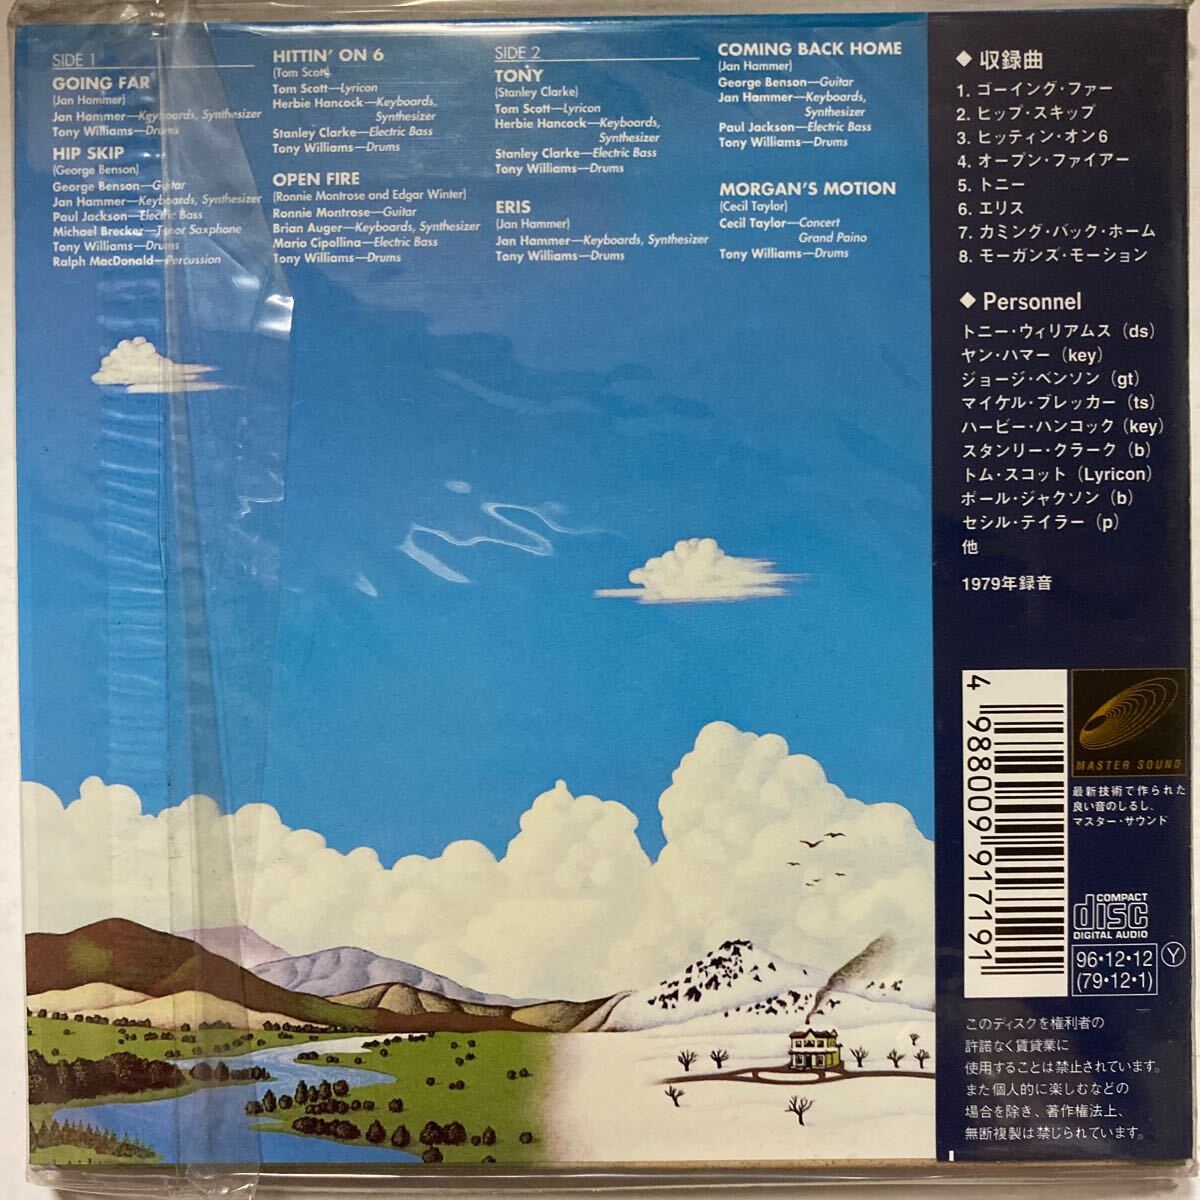 SIDE 1
GOING FAR
(Jan Hammer)
Jan Hammer—Keyboards, Synthesizer
Tony Williams—Drums
HIP SKIP
(George Benson)
George Benson—Guitar
Jan Hammer—Keyboards, Synthesizer
Paul Jackson—Electric Bass
Michael Brecker—Tenor Saxphone
Tony Williams—Drums
Ralph MacDonald—Percussion
HITTIN' ON 6
(Tom Scott)
Tom Scott—Lyricon
Herbie Hancock—Keyboards,
Synthesizer
Stanley Clarke—Electric Bass
Tony Williams—Drums
OPEN FIRE
(Ronnie Montrose and Edgar Winter)
Ronnie Montrose—Guitar
Brian Auger—Keyboards, Synthesizer
Mario Cipollina—Electric Bass
Tony Williams—Drums
SIDE 2
TONY
(Stanley Clarke)
Tom Scott—Lyricon
Herbie Hancock—Keyboards,
Synthesizer
Stanley Clarke—Electric Bass
Tony Williams—Drums
ERIS
(Jan Hammer)
Jan Hammer—Keyboards, Synthesizer
Tony Williams—Drums
COMING BACK HOME
(Jan Hammer)
George Benson—Guitar
Jan Hammer—Keyboards,
Synthesizer
Paul Jackson—Electric Bass
Tony Williams—Drums
MORGAN'S MOTION
(Cecil Taylor)
Cecil Taylor—Concert
Grand Paino
Tony Williams—Drums
◆ 収録曲
1. ゴーイング・ファー
2. ヒップ・スキップ
3. ヒッティン・オン6
4. オープン・ファイアー
5. トニー
6. エリス
7. カミング・バック・ホーム
8. モーガンズ・モーション
◆ Personnel
トニー・ウィリアムス (ds)
ヤン・ハマー (key)
ジョージ・ベンソン (gt)
マイケル・ブレッカー (ts)
ハービー・ハンコック (key)
スタンリー・クラーク (b)
トム・スコット (Lyricon)
ポール・ジャクソン (b)
セシル・テイラー (p)
他
1979年録音
4 988009 917191
MASTER SOUND
最新技術で作られた
良い音のしるし、
マスター・サウンド
COMPACT
disc
DIGITAL AUDIO
96・12・12
(79・12・1)
Y
このディスクを権利者の
許諾なく賃貸業に
使用することは禁止されています。
また個人的に楽しむなどの
場合を除き、著作権法上、
無断複製は禁じられています。